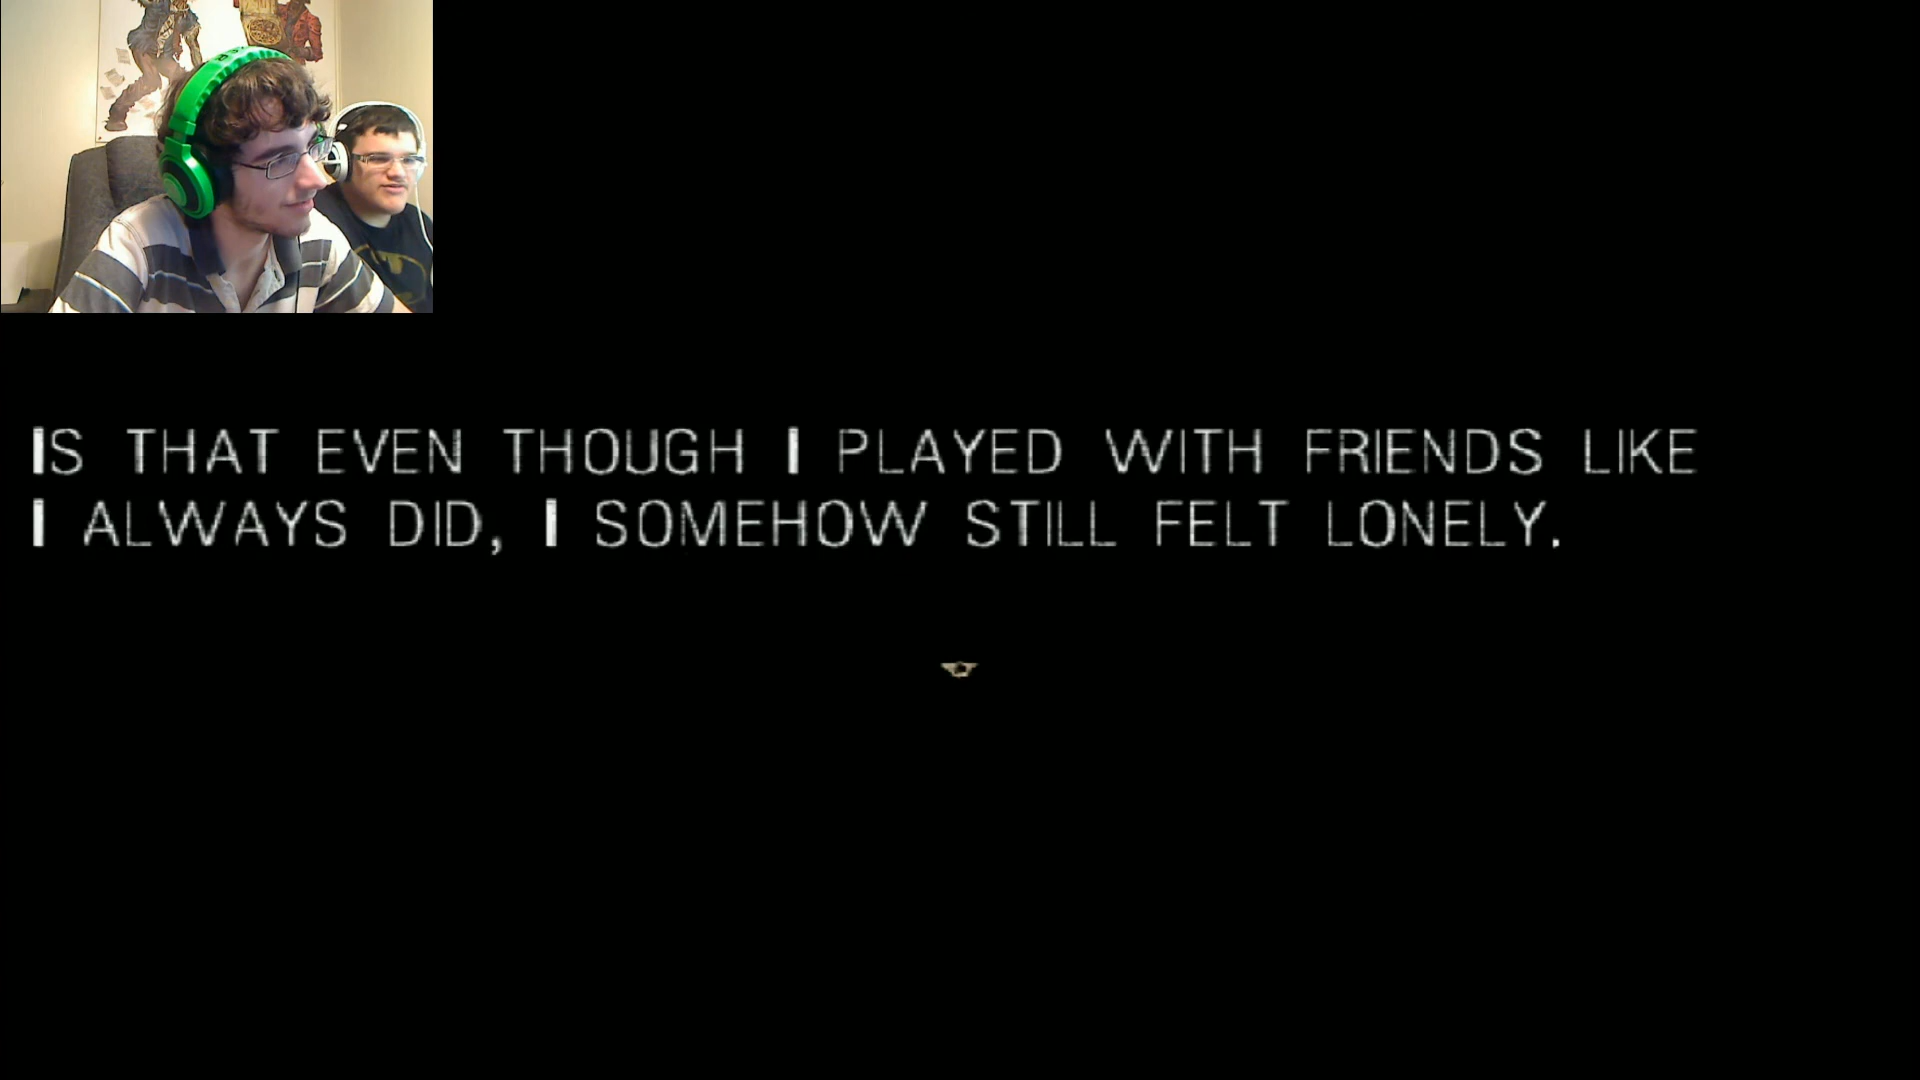 IS THAT EVEN THOUGH I PLAYED WITH FRIENDS LIKE
I ALWAYS DID, I SOMEHOW STILL FELT LONELY.